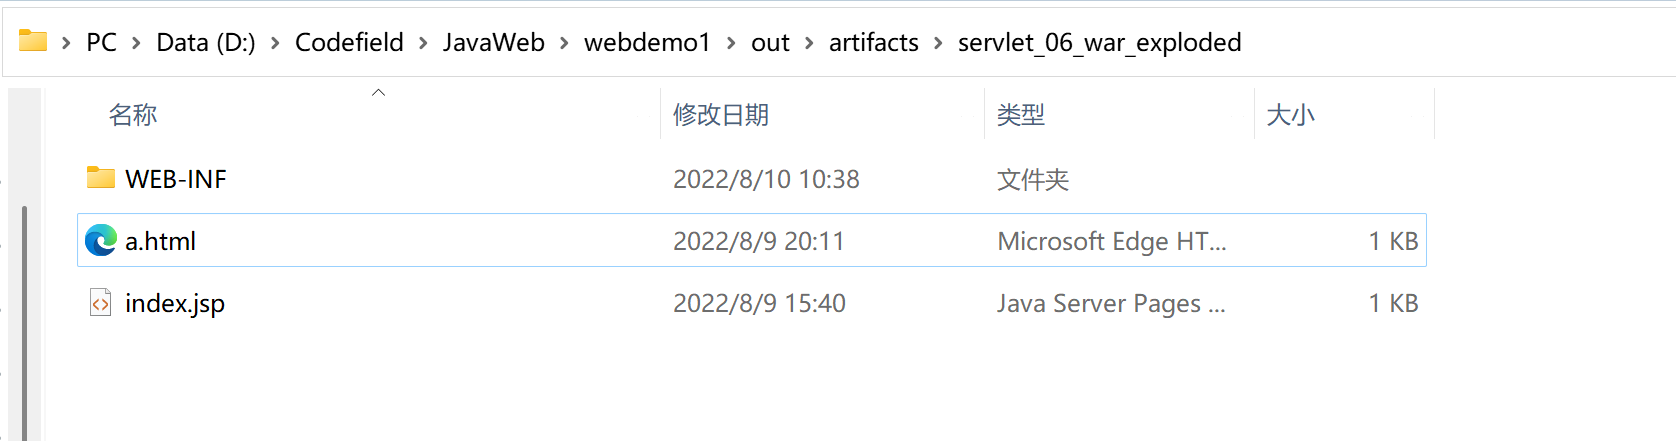 PC > Data (D:) > Codefield > JavaWeb > webdemo1 > out > artifacts > servlet_06_war_exploded
名称 修改日期 类型 大小
WEB-INF 2022/8/10 10:38 文件夹
a.html 2022/8/9 20:11 Microsoft Edge HT... 1 KB
index.jsp 2022/8/9 15:40 Java Server Pages ... 1 KB